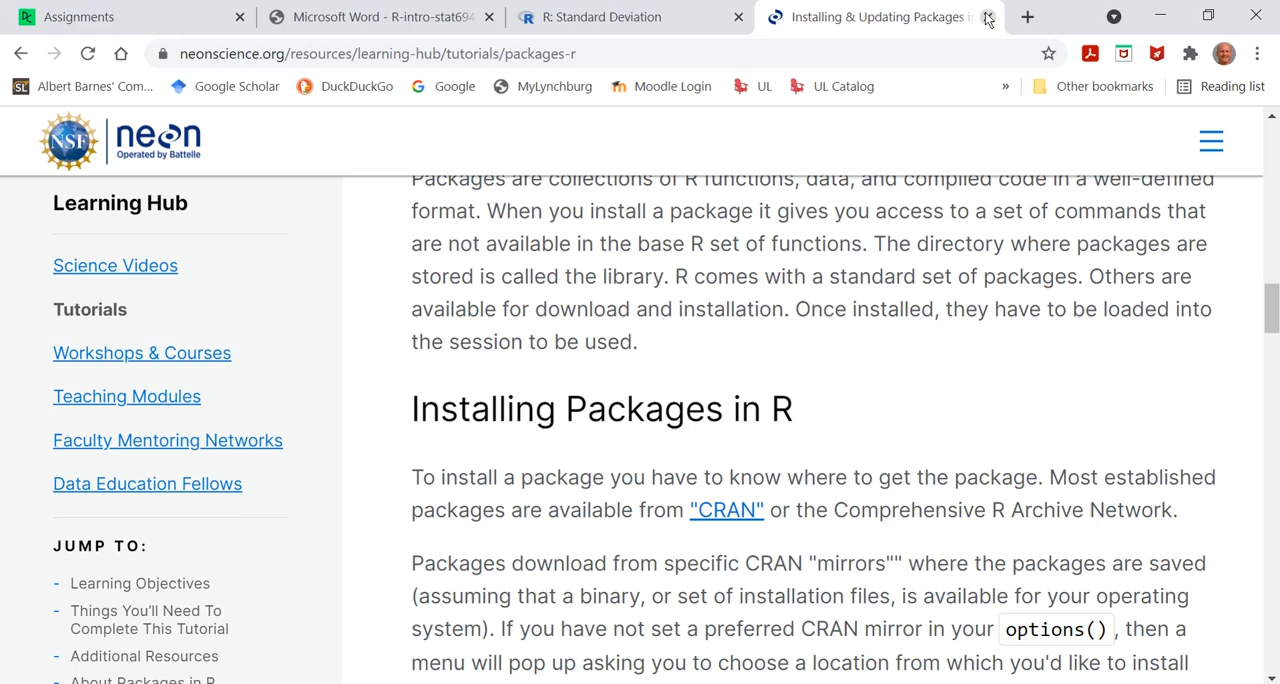 Assignments
Microsoft Word - R-intro-stat694
R: Standard Deviation
Installing & Updating Packages i
neonscience.org/resources/learning-hub/tutorials/packages-r
Albert Barnes' Com...
Google Scholar
DuckDuckGo
Google
MyLynchburg
Moodle Login
UL
UL Catalog
»
Other bookmarks
Reading list
NSF
neon
Operated by Battelle
Learning Hub
Science Videos
Tutorials
Workshops & Courses
Teaching Modules
Faculty Mentoring Networks
Data Education Fellows
JUMP TO:
- Learning Objectives
- Things You'll Need To
Complete This Tutorial
- Additional Resources
- About Packages in R
Packages are collections of R functions, data, and compiled code in a well-defined
format. When you install a package it gives you access to a set of commands that
are not available in the base R set of functions. The directory where packages are
stored is called the library. R comes with a standard set of packages. Others are
available for download and installation. Once installed, they have to be loaded into
the session to be used.
Installing Packages in R
To install a package you have to know where to get the package. Most established
packages are available from "CRAN" or the Comprehensive R Archive Network.
Packages download from specific CRAN "mirrors"" where the packages are saved
(assuming that a binary, or set of installation files, is available for your operating
system). If you have not set a preferred CRAN mirror in your options(), then a
menu will pop up asking you to choose a location from which you'd like to install